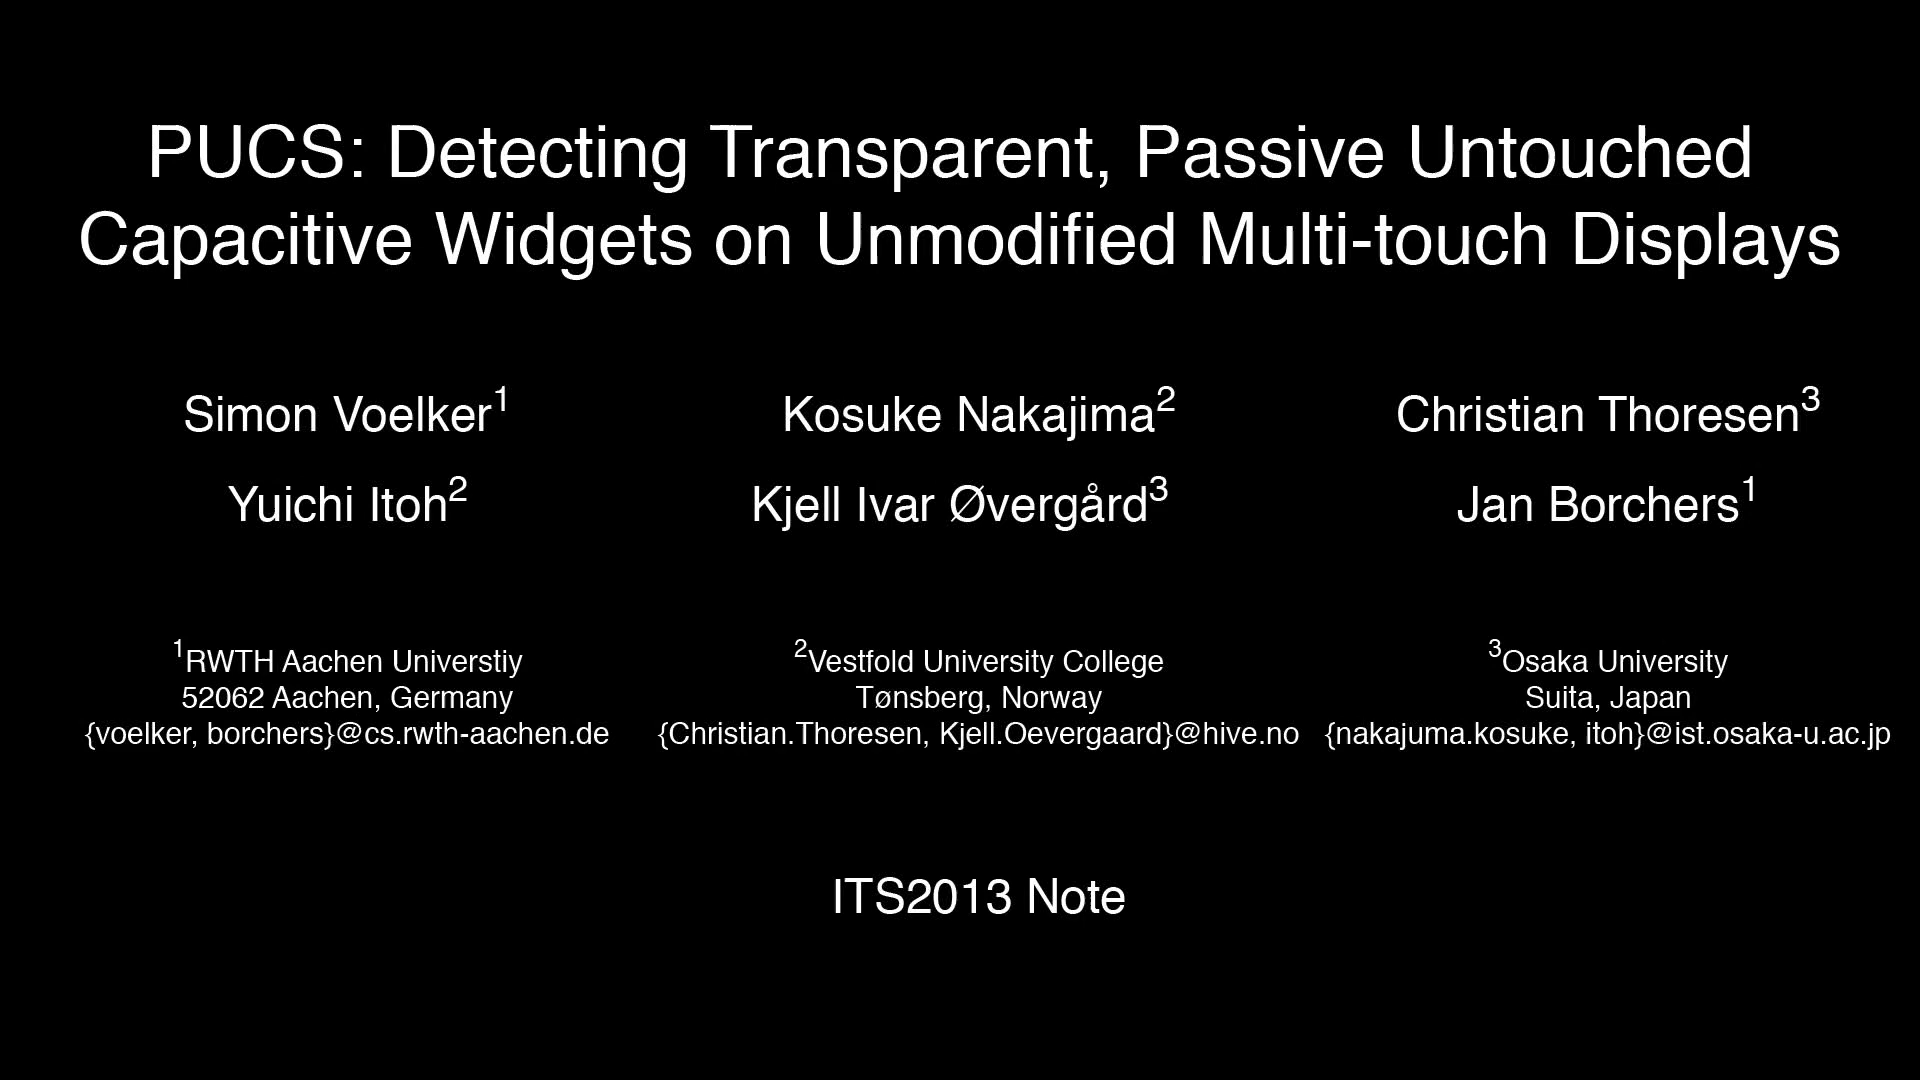 PUCS: Detecting Transparent, Passive Untouched
Capacitive Widgets on Unmodified Multi-touch Displays
Simon Voelker1
Kosuke Nakajima2
Christian Thoresen3
Yuichi Itoh2
Kjell Ivar Øvergård3
Jan Borchers1
1RWTH Aachen Universtiy
52062 Aachen, Germany
{voelker, borchers}@cs.rwth-aachen.de
2Vestfold University College
Tønsberg, Norway
{Christian.Thoresen, Kjell.Oevergaard}@hive.no
3Osaka University
Suita, Japan
{nakajuma.kosuke, itoh}@ist.osaka-u.ac.jp
ITS2013 Note